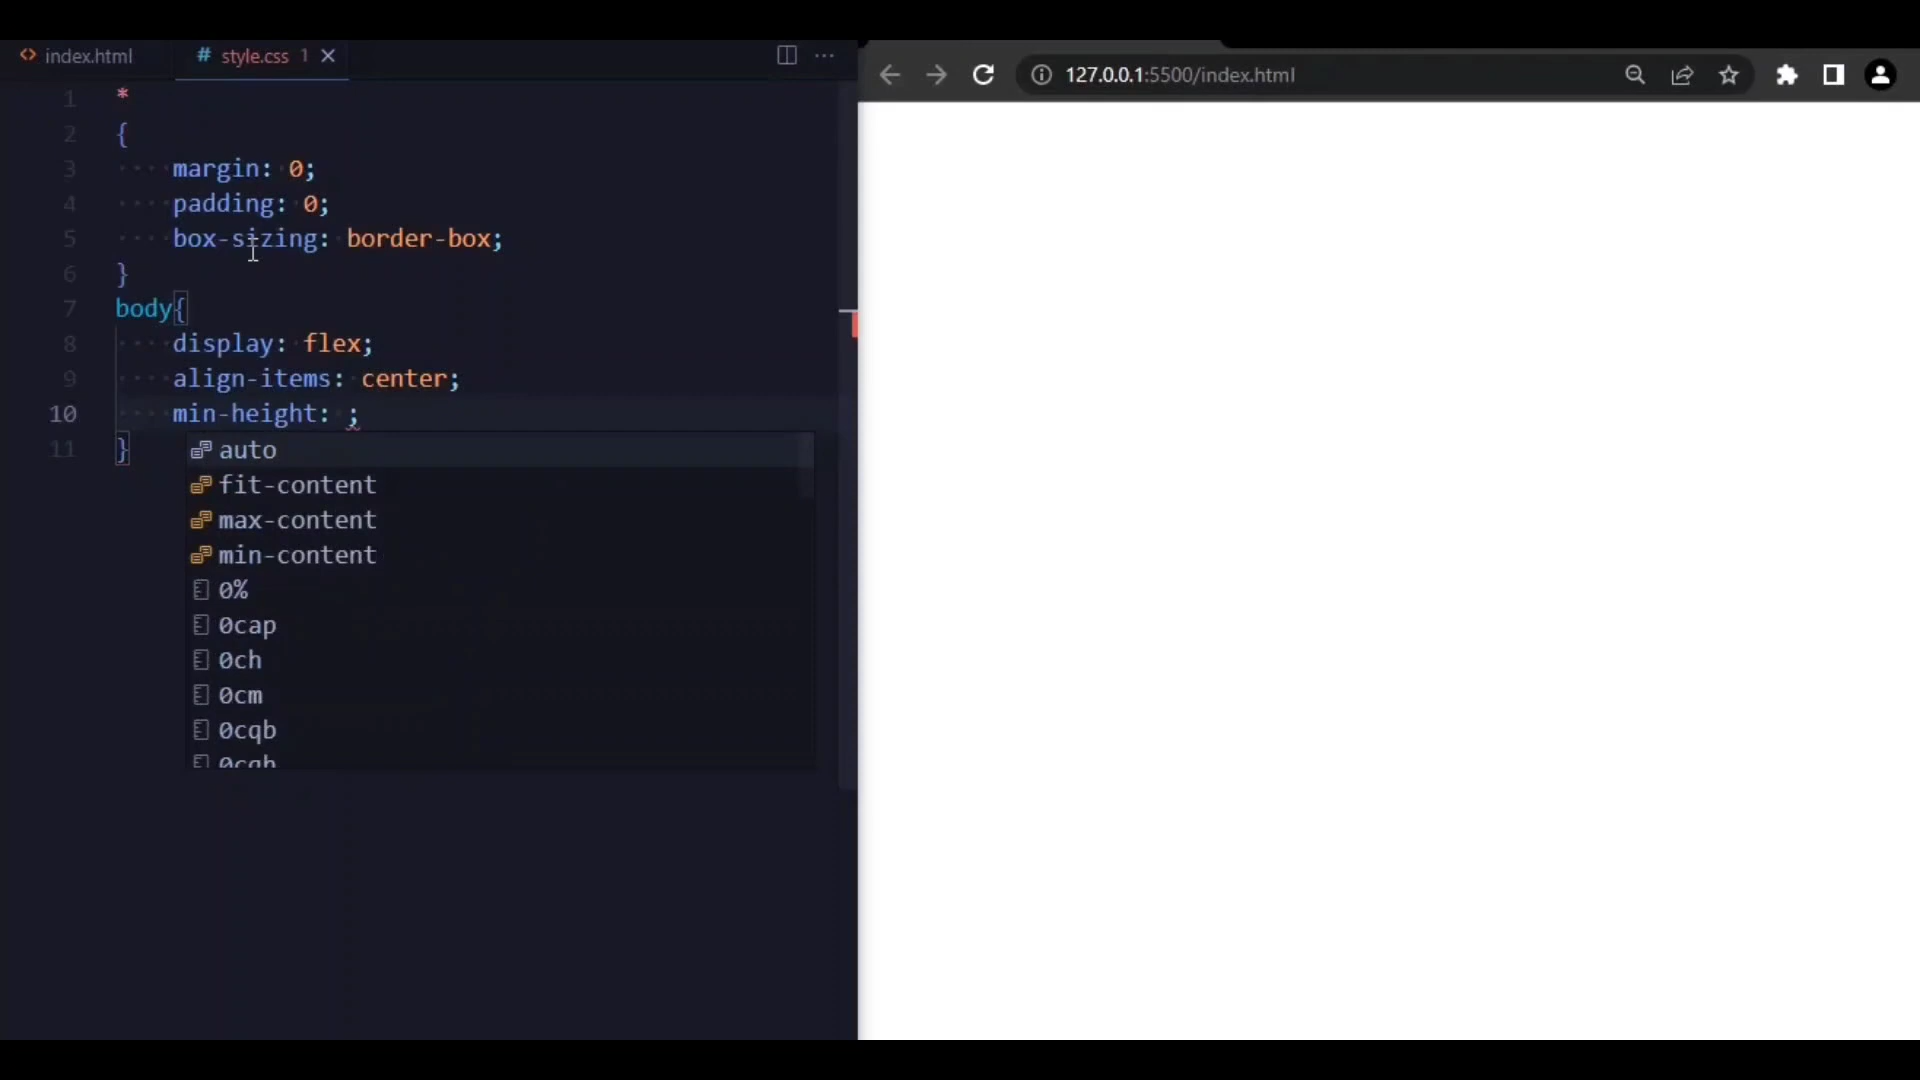 index.html
style.css 1
127.0.0.1:5500/index.html
1 *
2 {
3 margin: 0;
4 padding: 0;
5 box-sizing: border-box;
6 }
7 body{
8 display: flex;
9 align-items: center;
10 min-height: ;
11 }
auto
fit-content
max-content
min-content
0%
0cap
0ch
0cm
0cqb
0cqh